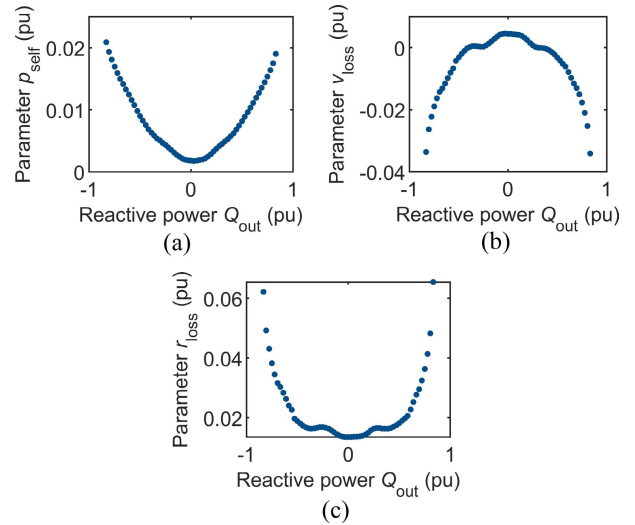 Parameter p_self (pu)
0.02
0.01
0
-1
0
1
Reactive power Q_out (pu)
(a)
Parameter v_loss (pu)
0
-0.02
-0.04
-1
0
1
Reactive power Q_out (pu)
(b)
Parameter r_loss (pu)
0.06
0.04
0.02
-1
0
1
Reactive power Q_out (pu)
(c)